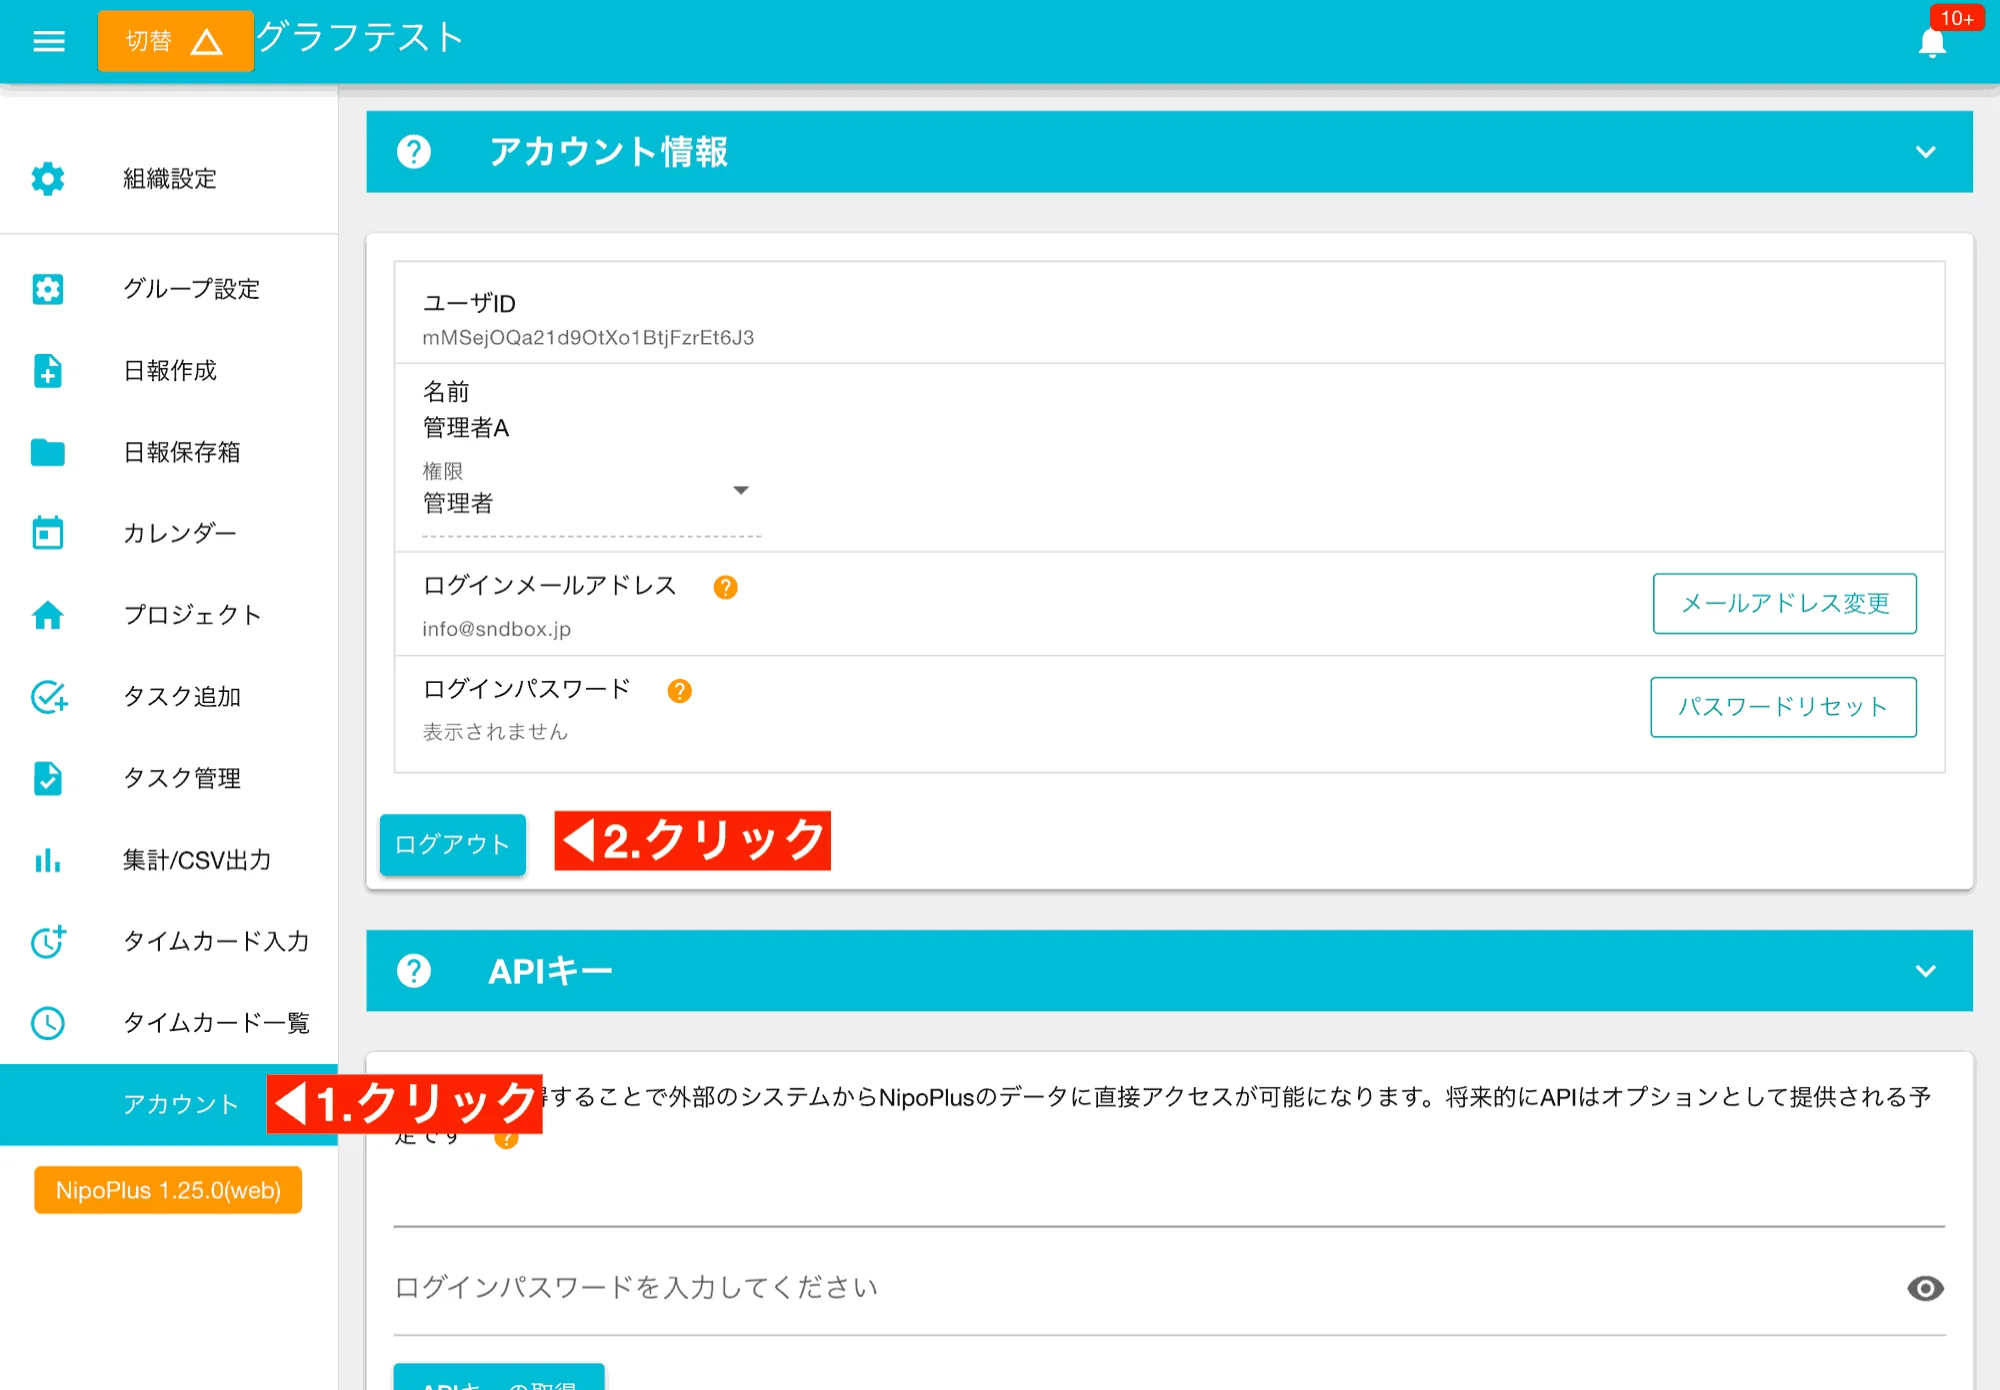 切替
グラフテスト
10+
組織設定
グループ設定
日報作成
日報保存箱
カレンダー
プロジェクト
タスク追加
タスク管理
集計/CSV出力
タイムカード入力
タイムカード一覧
アカウント
1.クリック
NipoPlus 1.25.0(web)
アカウント情報
ユーザID
mMSejOQa21d9OtXo1BtjFzrEt6J3
名前
管理者A
権限
管理者
ログインメールアドレス
info@sndbox.jp
メールアドレス変更
ログインパスワード
表示されません
パスワードリセット
ログアウト
2.クリック
APIキー
することで外部のシステムからNipoPlusのデータに直接アクセスが可能になります。将来的にAPIはオプションとして提供される予
定です
ログインパスワードを入力してください
APIキーの取得